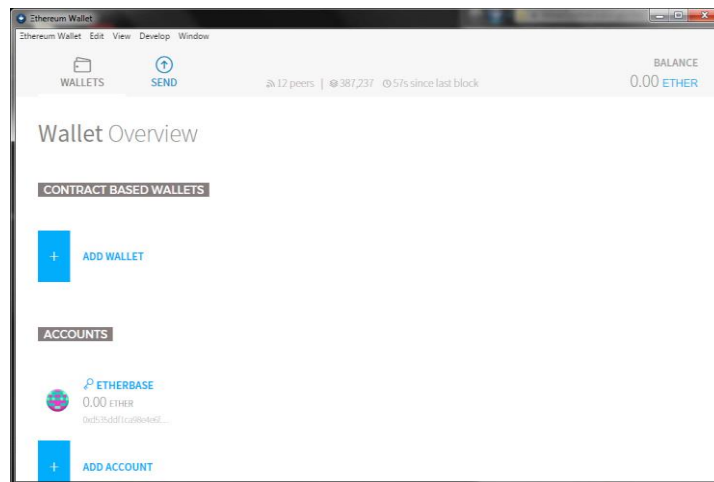 Ethereum Wallet
Ethereum Wallet Edit View Develop Window
WALLETS
SEND
12 peers | 387,237 57s since last block
BALANCE
0.00 ETHER
Wallet Overview
CONTRACT BASED WALLETS
+ ADD WALLET
ACCOUNTS
ETHERBASE
0.00 ETHER
+ ADD ACCOUNT